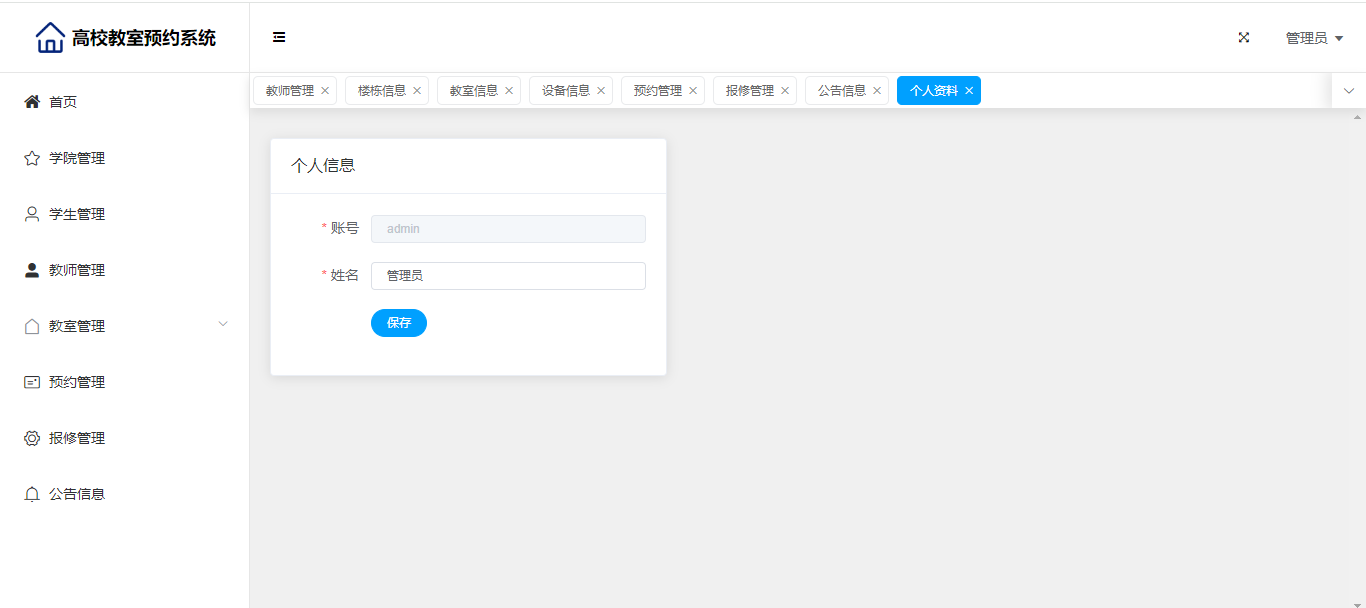 高校教室预约系统
管理员
首页
学院管理
学生管理
教师管理
教室管理
预约管理
报修管理
公告信息
教师管理 楼栋信息 教室信息 设备信息 预约管理 报修管理 公告信息 个人资料
个人信息
* 账号 admin
* 姓名 管理员
保存